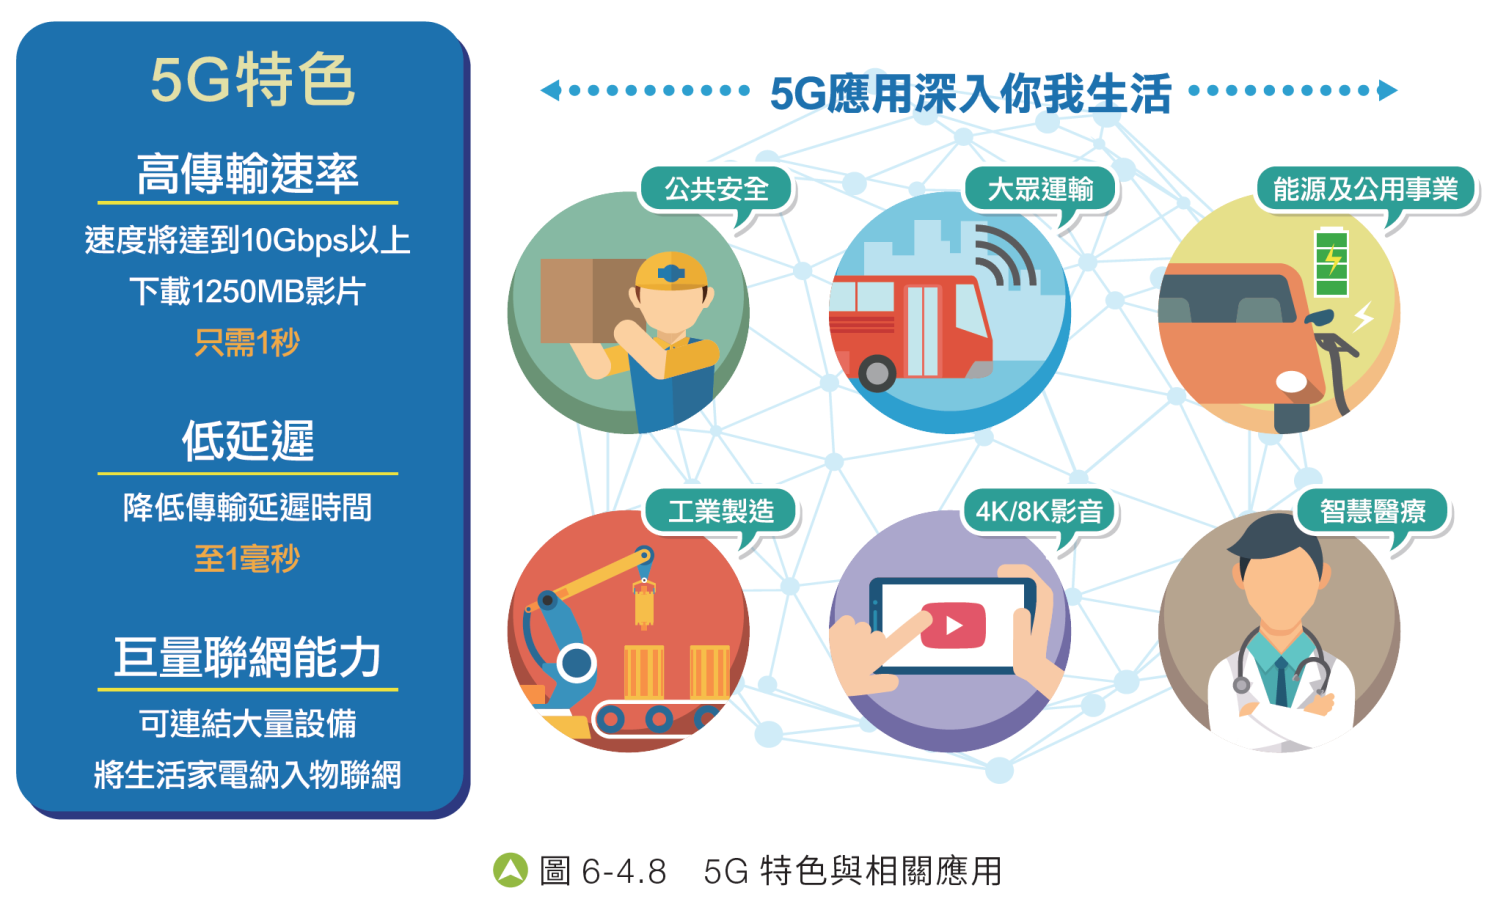 5G特色
高傳輸速率
速度將達到10Gbps以上
下載1250MB影片
只需1秒
低延遲
降低傳輸延遲時間
至1毫秒
巨量聯網能力
可連結大量設備
將生活家電納入物聯網
5G應用深入你我生活
公共安全
大眾運輸
能源及公用事業
工業製造
4K/8K影音
智慧醫療
圖 6-4.8 5G 特色與相關應用